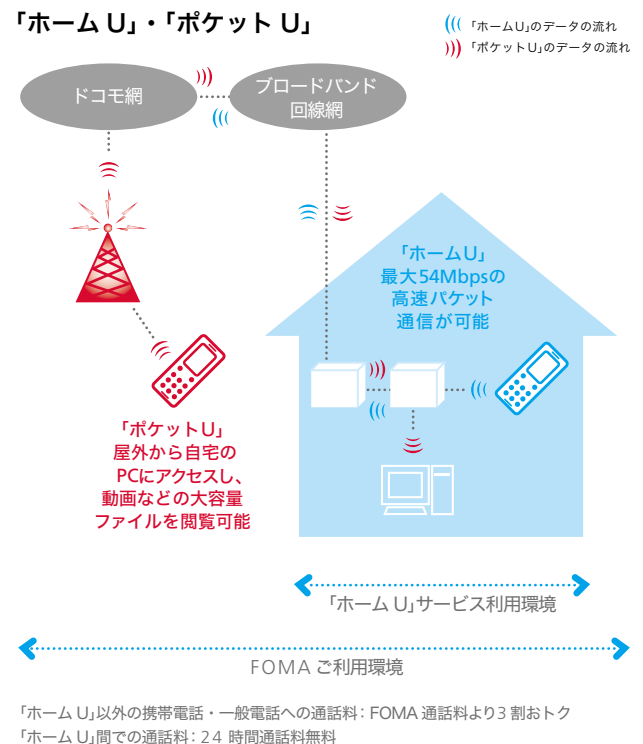 「ホーム U」・「ポケット U」
「ホームU」のデータの流れ
「ポケットU」のデータの流れ
ドコモ網
ブロードバンド
回線網
「ホームU」
最大54Mbpsの
高速パケット
通信が可能
「ポケットU」
屋外から自宅の
PCにアクセスし、
動画などの大容量
ファイルを閲覧可能
「ホーム U」サービス利用環境
FOMA ご利用環境
「ホーム U」以外の携帯電話・一般電話への通話料：FOMA 通話料より3 割おトク
「ホーム U」間での通話料：24 時間通話料無料